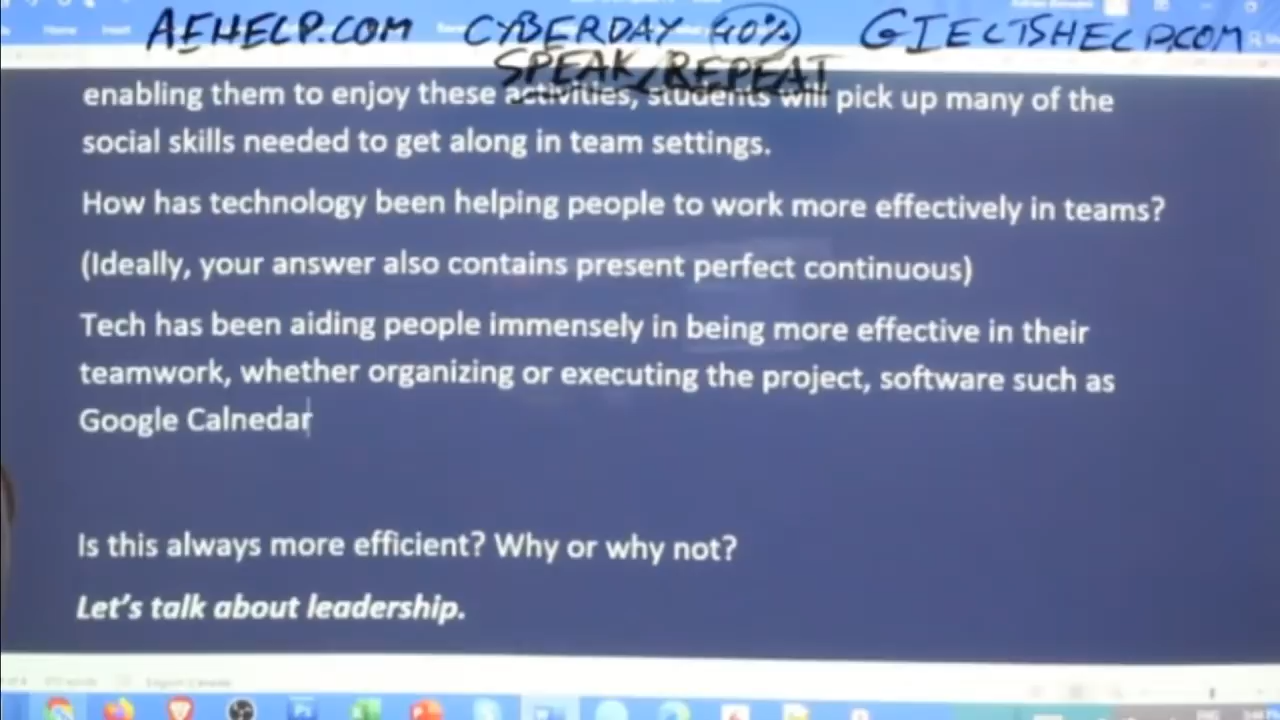 AEHELP.COM CYBERDAY 40% GIELTSHELP.COM
SPEAK/REPEAT
enabling them to enjoy these activities, students will pick up many of the
social skills needed to get along in team settings.
How has technology been helping people to work more effectively in teams?
(Ideally, your answer also contains present perfect continuous)
Tech has been aiding people immensely in being more effective in their
teamwork, whether organizing or executing the project, software such as
Google Calnedar
Is this always more efficient? Why or why not?
Let's talk about leadership.